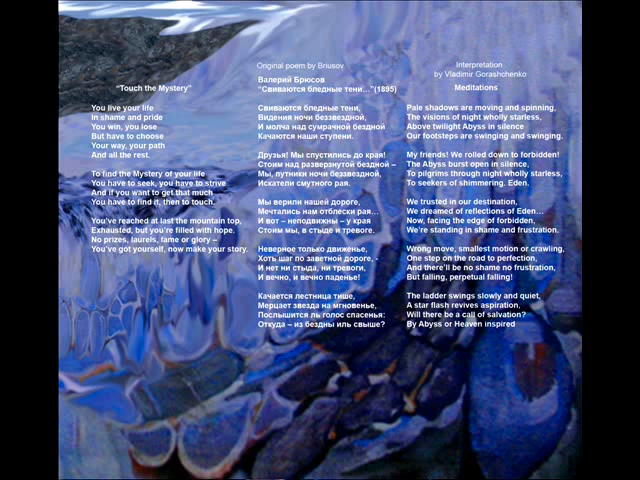 “Touch the Mystery”
You live your life
In shame and pride
You win, you lose
But have to choose
Your way, your path
And all the rest.
To find the Mystery of your life
You have to seek, you have to strive
And if you want to get that much
You have to find it, then to touch.
You’ve reached at last the mountain top,
Exhausted, but you’re filled with hope.
No prizes, laurels, fame or glory –
You’ve got yourself, now make your story.
Original poem by Briusov
Валерий Брюсов
“Свиваются бледные тени…”(1895)
Свиваются бледные тени,
Видения ночи беззвездной,
И молча над сумрачной бездной
Качаются наши ступени.
Друзья! Мы спустились до края!
Стоим над разверзнутой бездной –
Мы, путники ночи беззвездной,
Искатели смутного рая.
Мы верили нашей дороге,
Мечтались нам отблески рая…
И вот – неподвижны – у края
Стоим мы, в стыде и тревоге.
Неверное только движенье,
Хоть шаг по заветной дороге, -
И нет ни стыда, ни тревоги,
И вечно, и вечно паденье!
Качается лестница тише,
Мерцает звезда на мгновенье,
Послышится ль голос спасенья:
Откуда – из бездны иль свыше?
Interpretation
by Vladimir Gorashchenko
Meditations
Pale shadows are moving and spinning,
The visions of night wholly starless,
Above twilight Abyss in silence
Our footsteps are swinging and swinging.
My friends! We rolled down to forbidden!
The Abyss burst open in silence,
To pilgrims through night wholly starless,
To seekers of shimmering. Eden.
We trusted in our destination,
We dreamed of reflections of Eden…
Now, facing the edge of forbidden,
We’re standing in shame and frustration.
Wrong move, smallest motion or crawling,
One step on the road to perfection,
And there’ll be no shame no frustration,
But falling, perpetual falling!
The ladder swings slowly and quiet,
A star flash revives aspiration,
Will there be a call of salvation?
By Abyss or Heaven inspired